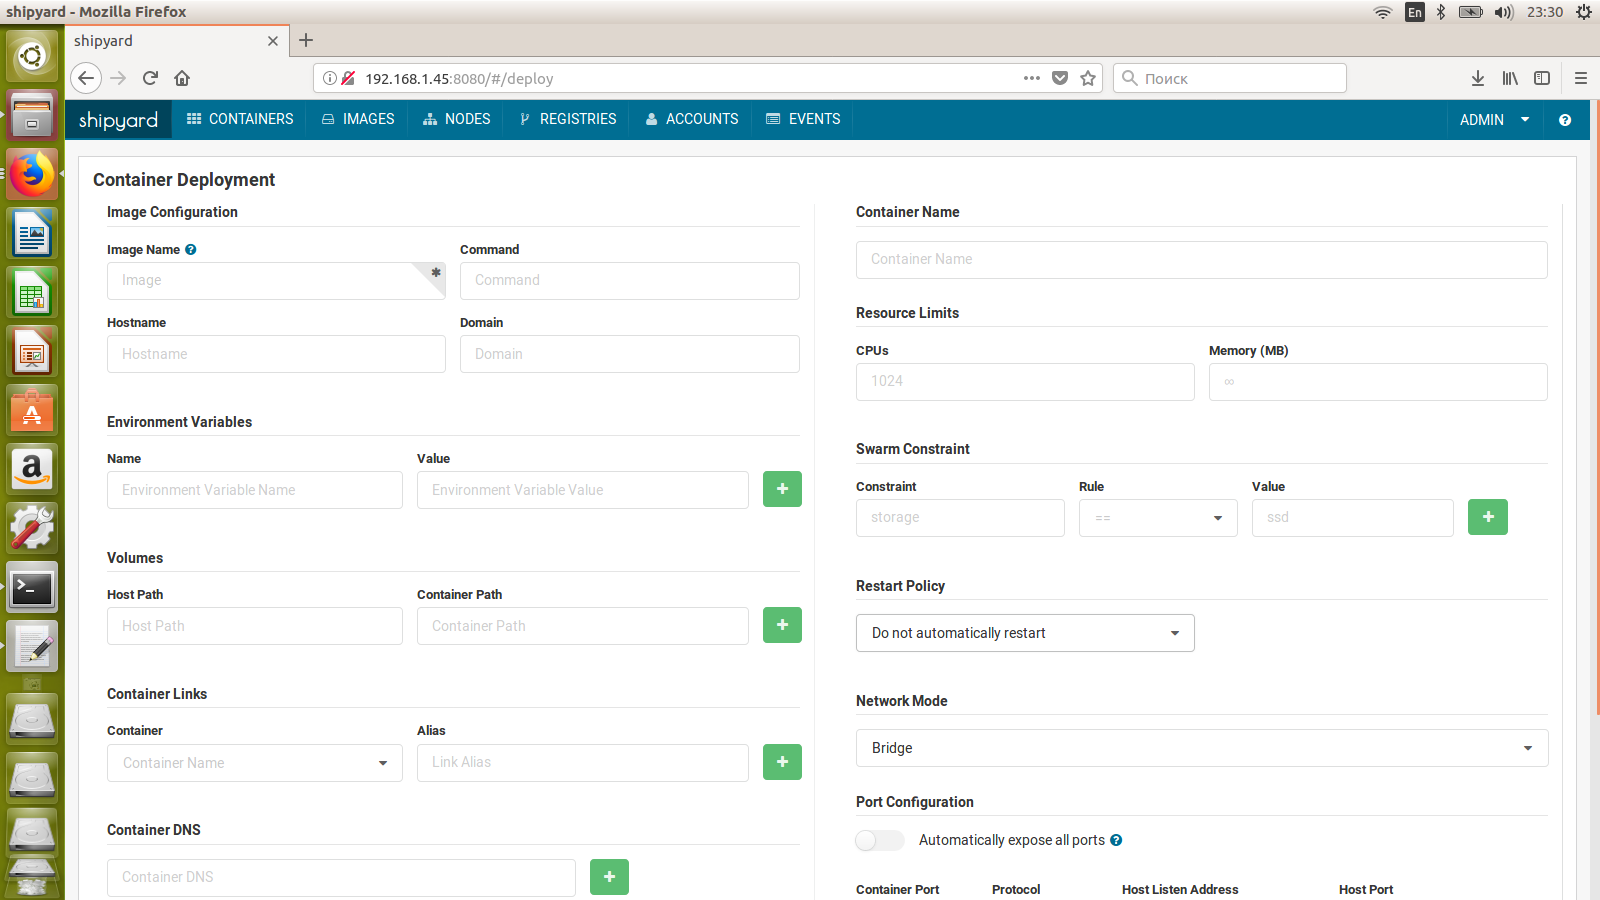 shipyard - Mozilla Firefox
En
23:30
shipyard
192.168.1.45:8080/#/deploy
Поиск
shipyard
CONTAINERS
IMAGES
NODES
REGISTRIES
ACCOUNTS
EVENTS
ADMIN
Container Deployment
Image Configuration
Image Name
Command
Image
Command
Hostname
Domain
Hostname
Domain
Environment Variables
Name
Value
Environment Variable Name
Environment Variable Value
Volumes
Host Path
Container Path
Host Path
Container Path
Container Links
Container
Alias
Container Name
Link Alias
Container DNS
Container DNS
Container Name
Container Name
Resource Limits
CPUs
Memory (MB)
1024
∞
Swarm Constraint
Constraint
Rule
Value
storage
==
ssd
Restart Policy
Do not automatically restart
Network Mode
Bridge
Port Configuration
Automatically expose all ports
Container Port
Protocol
Host Listen Address
Host Port